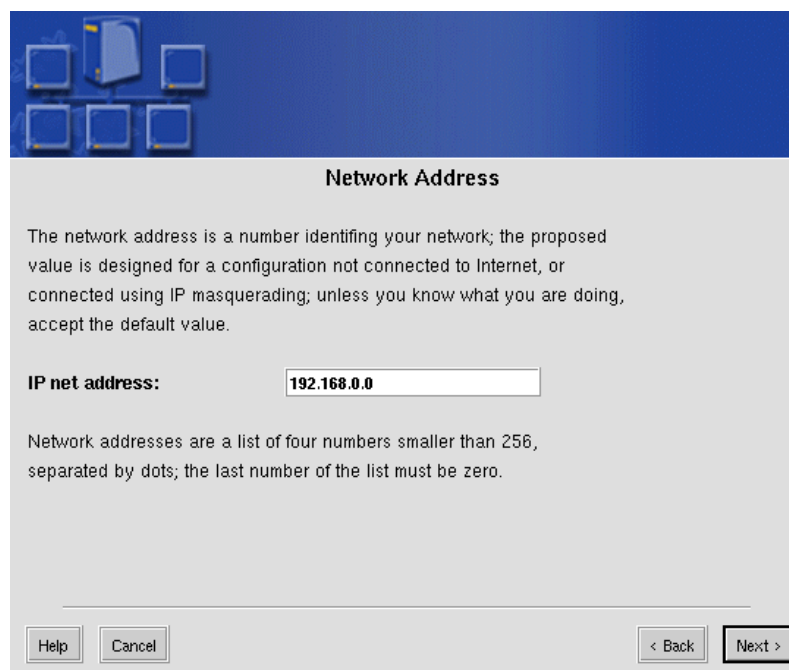 Network Address
The network address is a number identifing your network; the proposed
value is designed for a configuration not connected to Internet, or
connected using IP masquerading; unless you know what you are doing,
accept the default value.
IP net address: 192.168.0.0
Network addresses are a list of four numbers smaller than 256,
separated by dots; the last number of the list must be zero.
Help Cancel < Back Next >